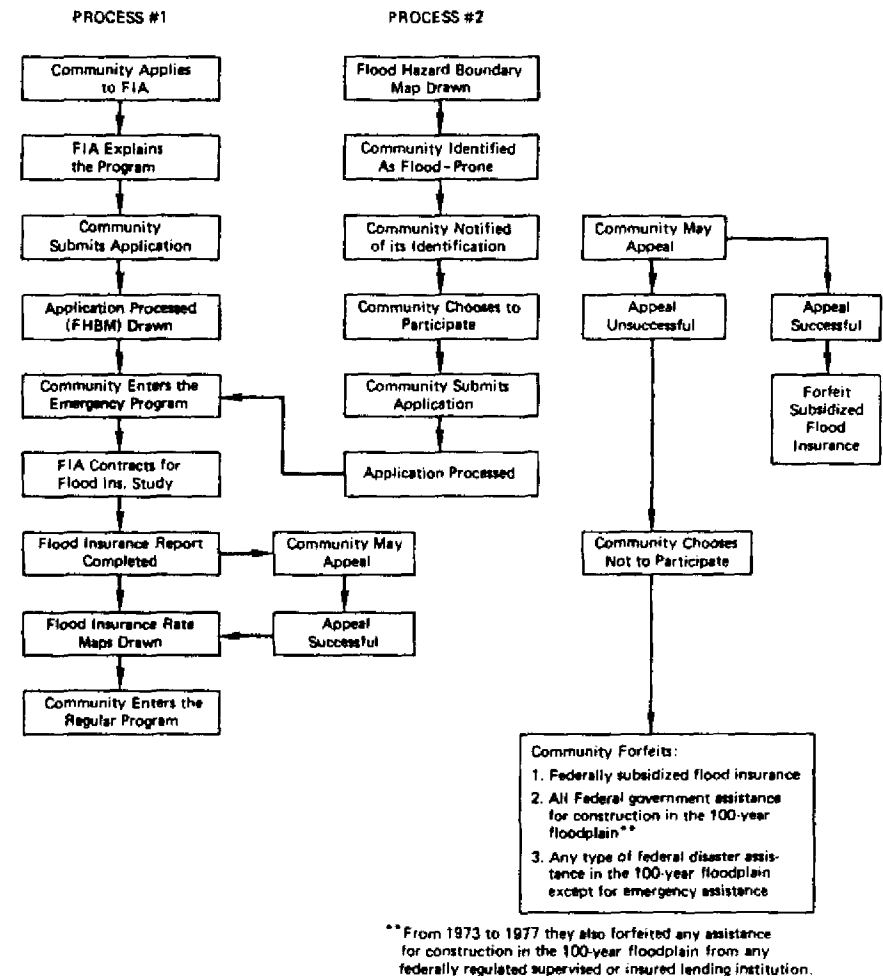 PROCESS #1
Community Applies
to FIA
FIA Explains
the Program
Community
Submits Application
Application Processed
(FHBM) Drawn
Community Enters the
Emergency Program
FIA Contracts for
Flood Ins. Study
Flood Insurance Report
Completed
Flood Insurance Rate
Maps Drawn
Community Enters the
Regular Program
Community May
Appeal
Appeal
Successful
PROCESS #2
Flood Hazard Boundary
Map Drawn
Community Identified
As Flood-Prone
Community Notified
of its Identification
Community Chooses to
Participate
Community Submits
Application
Application Processed
Community May
Appeal
Appeal
Unsuccessful
Appeal
Successful
Forfeit
Subsidized
Flood
Insurance
Community Chooses
Not to Participate
Community Forfeits:
1. Federally subsidized flood insurance
2. All Federal government assistance
for construction in the 100-year
floodplain**
3. Any type of federal disaster assis-
tance in the 100-year floodplain
except for emergency assistance
**From 1973 to 1977 they also forfeited any assistance
for construction in the 100-year floodplain from any
federally regulated supervised or insured lending institution.